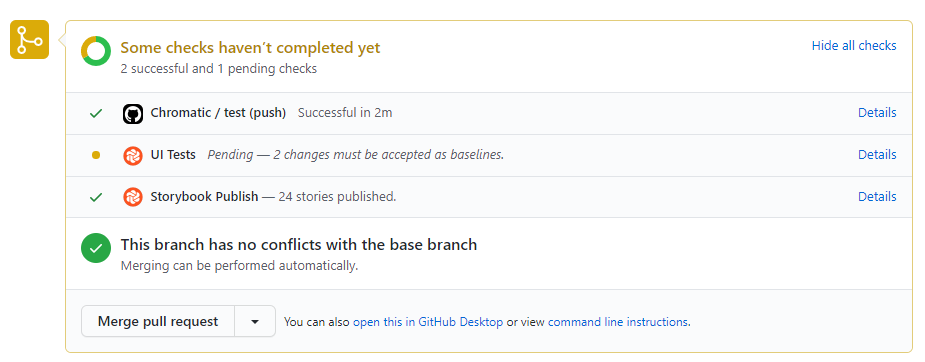 Some checks haven't completed yet
Hide all checks
2 successful and 1 pending checks
Chromatic / test (push) Successful in 2m Details
UI Tests Pending — 2 changes must be accepted as baselines. Details
Storybook Publish — 24 stories published. Details
This branch has no conflicts with the base branch
Merging can be performed automatically.
Merge pull request You can also open this in GitHub Desktop or view command line instructions.